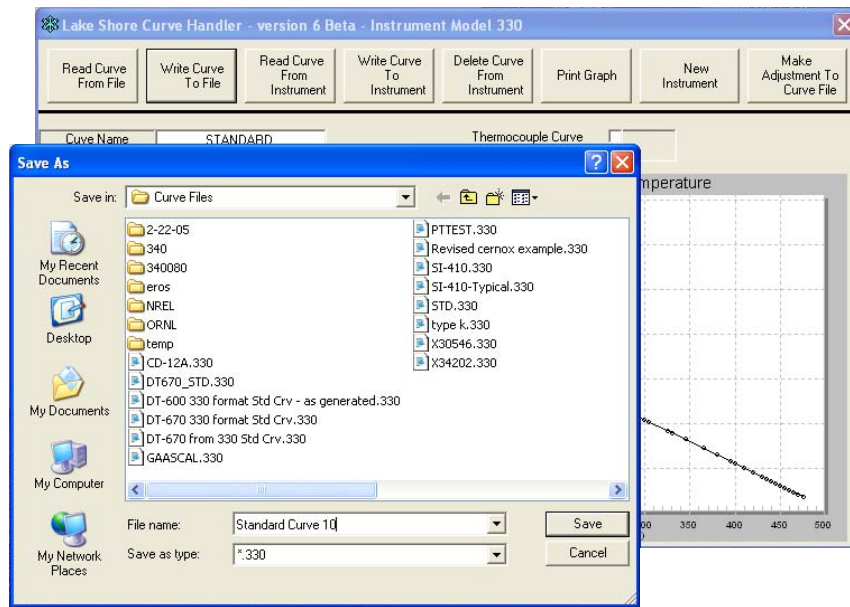 Lake Shore Curve Handler - version 6 Beta - Instrument Model 330
Read Curve From File
Write Curve To File
Read Curve From Instrument
Write Curve To Instrument
Delete Curve From Instrument
Print Graph
New Instrument
Make Adjustment To Curve File
Cuve Name
STANDARD
Thermocouple Curve
Save As
mperature
Save in:
Curve Files
My Recent Documents
Desktop
My Documents
My Computer
My Network Places
2-22-05
340
340080
eros
NREL
ORNL
temp
CD-12A.330
DT670_STD.330
DT-600 330 format Std Crv - as generated.330
DT-670 330 format Std Crv.330
DT-670 from 330 Std Crv.330
GAASCAL.330
PTTEST.330
Revised cernox example.330
SI-410.330
SI-410-Typical.330
STD.330
type k.330
X30546.330
X34202.330
File name:
Standard Curve 10
Save
Save as type:
*.330
Cancel
350 400 450 500